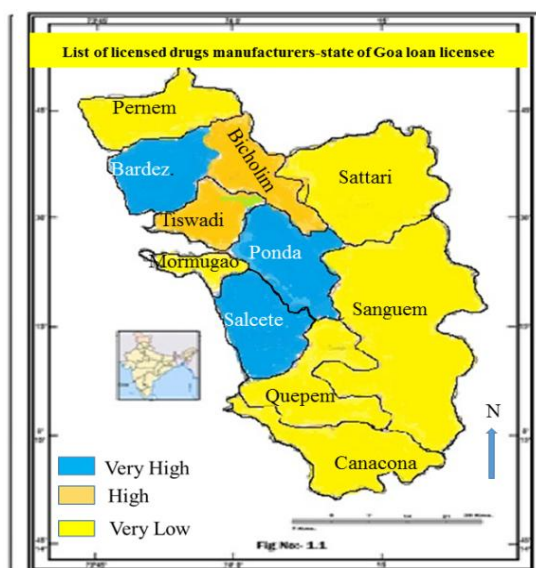 List of licensed drugs manufacturers-state of Goa loan licensee
Pernem
Bardez
Bicholim
Sattari
Tiswadi
Ponda
Mormugao
Salcete
Sanguem
Quepem
Canacona
N
Very High
High
Very Low
Fig No:- 1.1